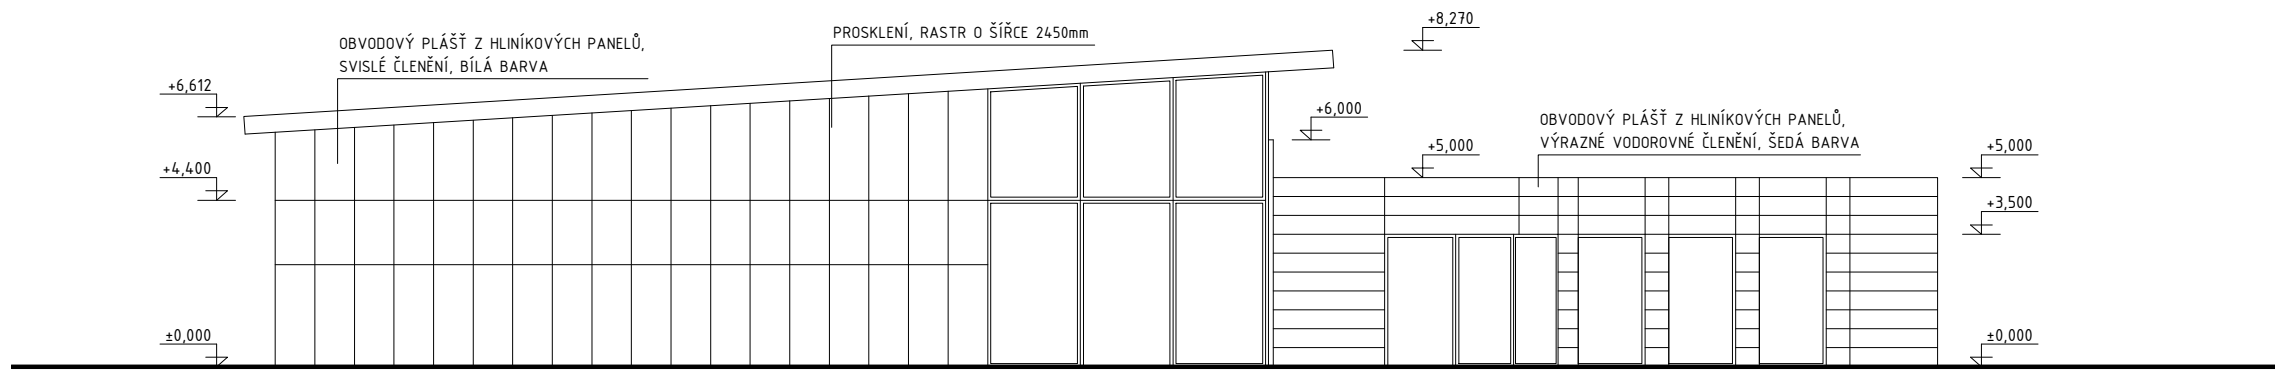 +8,270
PROSKLENÍ, RASTR O ŠÍŘCE 2450mm
OBVODOVÝ PLÁŠŤ Z HLINÍKOVÝCH PANELŮ,
SVISLÉ ČLENĚNÍ, BÍLÁ BARVA
+6,612
+6,000
OBVODOVÝ PLÁŠŤ Z HLINÍKOVÝCH PANELŮ,
VÝRAZNÉ VODOROVNÉ ČLENĚNÍ, ŠEDÁ BARVA
+5,000
+5,000
+4,400
+3,500
±0,000
±0,000